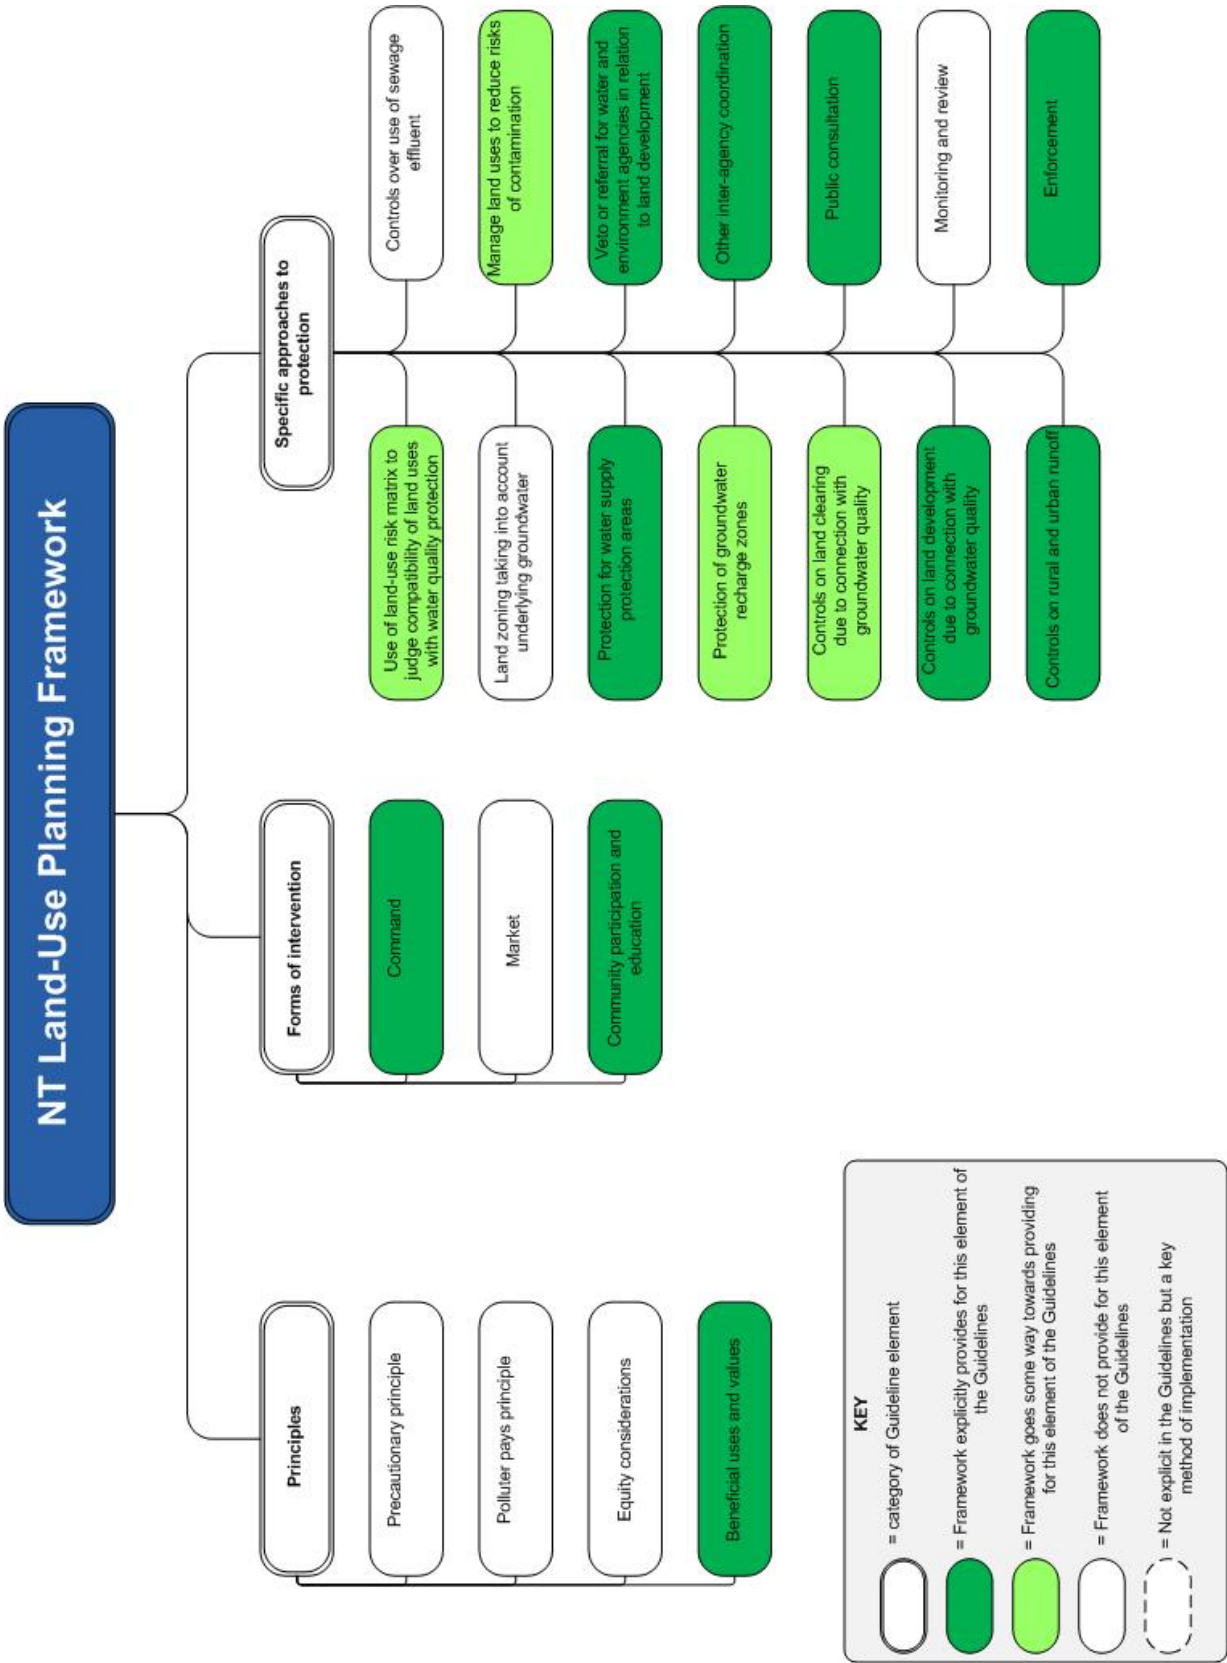 NT Land-Use Planning Framework
Principles
Precautionary principle
Polluter pays principle
Equity considerations
Beneficial uses and values
Forms of intervention
Command
Market
Community participation and
education
Specific approaches to
protection
Use of land-use risk matrix to
judge compatibility of land uses
with water quality protection
Land zoning taking into account
underlying groundwater
Protection for water supply
protection areas
Protection of groundwater
recharge zones
Controls on land clearing
due to connection with
groundwater quality
Controls on land development
due to connection with
groundwater quality
Controls on rural and urban runoff
Controls over use of sewage
effluent
Manage land uses to reduce risks
of contamination
Veto or referral for water and
environment agencies in relation
to land development
Other inter-agency coordination
Public consultation
Monitoring and review
Enforcement
KEY
= category of Guideline element
= Framework explicitly provides for this element of
the Guidelines
= Framework goes some way towards providing
for this element of the Guidelines
= Framework does not provide for this element
of the Guidelines
= Not explicit in the Guidelines but a key
method of implementation